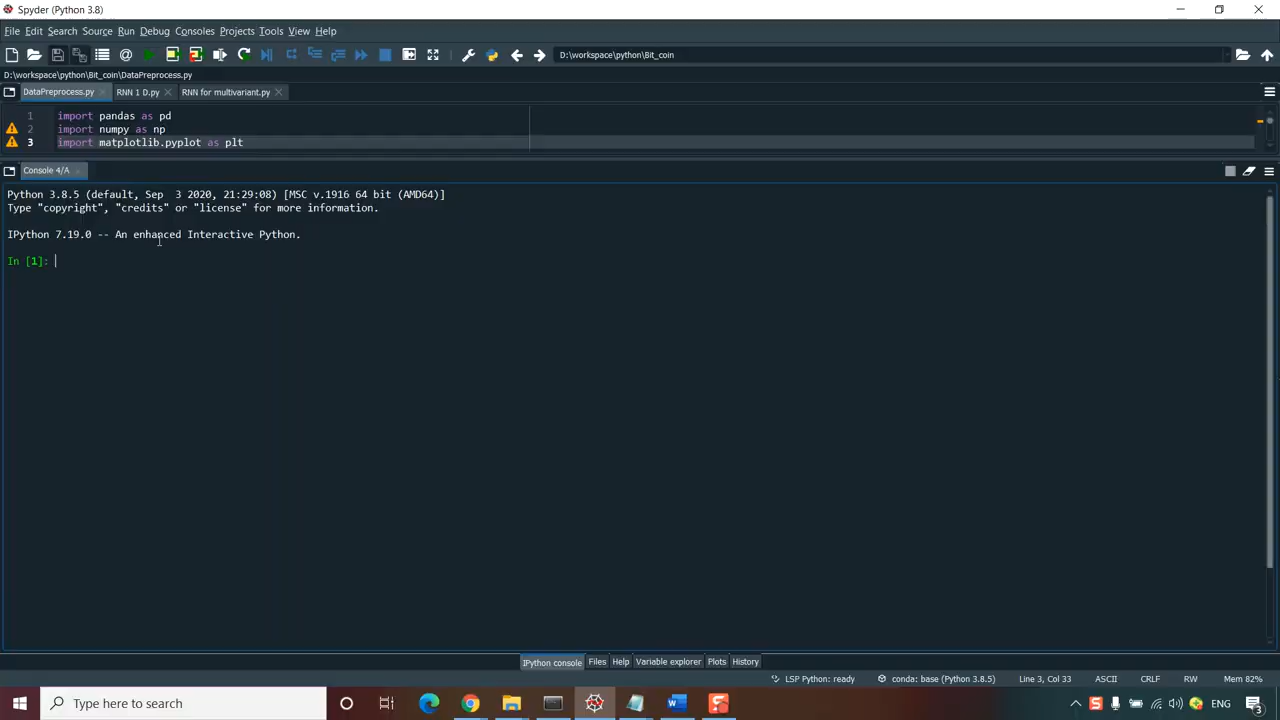 Spyder (Python 3.8)
File Edit Search Source Run Debug Consoles Projects Tools View Help
D:\workspace\python\Bit_coin
D:\workspace\python\Bit_coin\DataPreprocess.py
DataPreprocess.py RNN 1 D.py RNN for multivariant.py
1 import pandas as pd
2 import numpy as np
3 import matplotlib.pyplot as plt
Console 4/A
Python 3.8.5 (default, Sep  3 2020, 21:29:08) [MSC v.1916 64 bit (AMD64)]
Type "copyright", "credits" or "license" for more information.
IPython 7.19.0 -- An enhanced Interactive Python.
In [1]:
IPython console Files Help Variable explorer Plots History
LSP Python: ready conda: base (Python 3.8.5) Line 3, Col 33 ASCII CRLF RW Mem 82%
Type here to search ENG 3